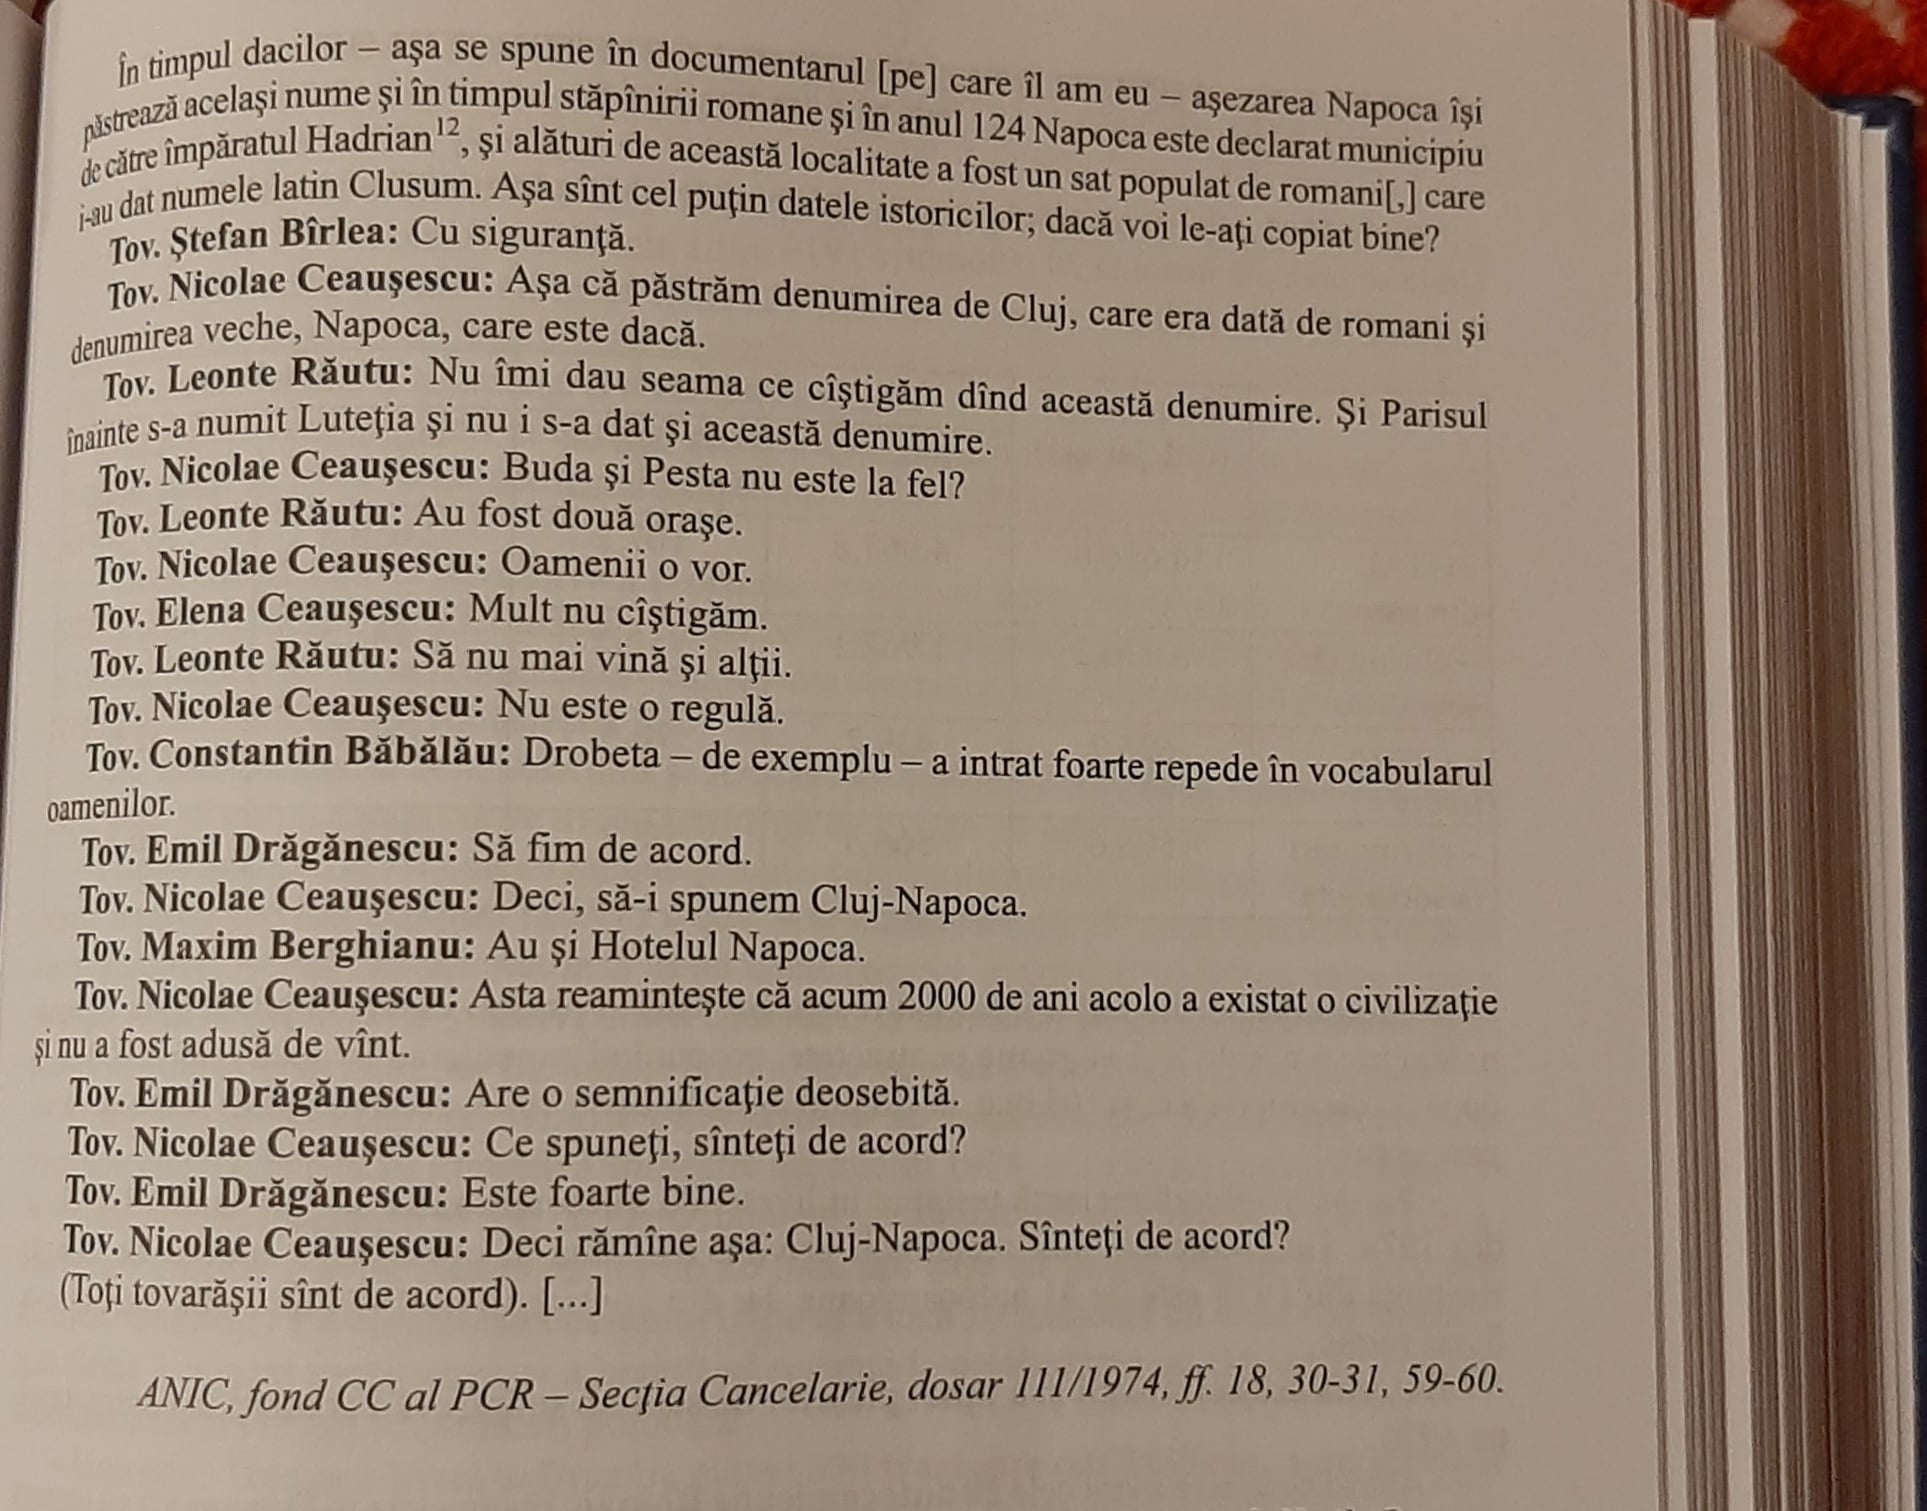 În timpul dacilor – aşa se spune în documentarul [pe] care îl am eu – aşezarea Napoca îşi
păstrează acelaşi nume şi în timpul stăpînirii romane şi în anul 124 Napoca este declarat municipiu
de către împăratul Hadrian12, şi alături de această localitate a fost un sat populat de romani[,] care
i-au dat numele latin Clusum. Aşa sînt cel puţin datele istoricilor; dacă voi le-aţi copiat bine?
Tov. Ştefan Bîrlea: Cu siguranţă.
Tov. Nicolae Ceauşescu: Aşa că păstrăm denumirea de Cluj, care era dată de romani şi
denumirea veche, Napoca, care este dacă.
Tov. Leonte Răutu: Nu îmi dau seama ce cîştigăm dînd această denumire. Şi Parisul
înainte s-a numit Luteţia şi nu i s-a dat şi această denumire.
Tov. Nicolae Ceauşescu: Buda şi Pesta nu este la fel?
Tov. Leonte Răutu: Au fost două oraşe.
Tov. Nicolae Ceauşescu: Oamenii o vor.
Tov. Elena Ceauşescu: Mult nu cîştigăm.
Tov. Leonte Răutu: Să nu mai vină şi alţii.
Tov. Nicolae Ceauşescu: Nu este o regulă.
Tov. Constantin Băbălău: Drobeta – de exemplu – a intrat foarte repede în vocabularul
oamenilor.
Tov. Emil Drăgănescu: Să fim de acord.
Tov. Nicolae Ceauşescu: Deci, să-i spunem Cluj-Napoca.
Tov. Maxim Berghianu: Au şi Hotelul Napoca.
Tov. Nicolae Ceauşescu: Asta reaminteşte că acum 2000 de ani acolo a existat o civilizaţie
şi nu a fost adusă de vînt.
Tov. Emil Drăgănescu: Are o semnificaţie deosebită.
Tov. Nicolae Ceauşescu: Ce spuneţi, sînteţi de acord?
Tov. Emil Drăgănescu: Este foarte bine.
Tov. Nicolae Ceauşescu: Deci rămîne aşa: Cluj-Napoca. Sînteţi de acord?
(Toţi tovarăşii sînt de acord). [...]
ANIC, fond CC al PCR – Secţia Cancelarie, dosar 111/1974, ff. 18, 30-31, 59-60.